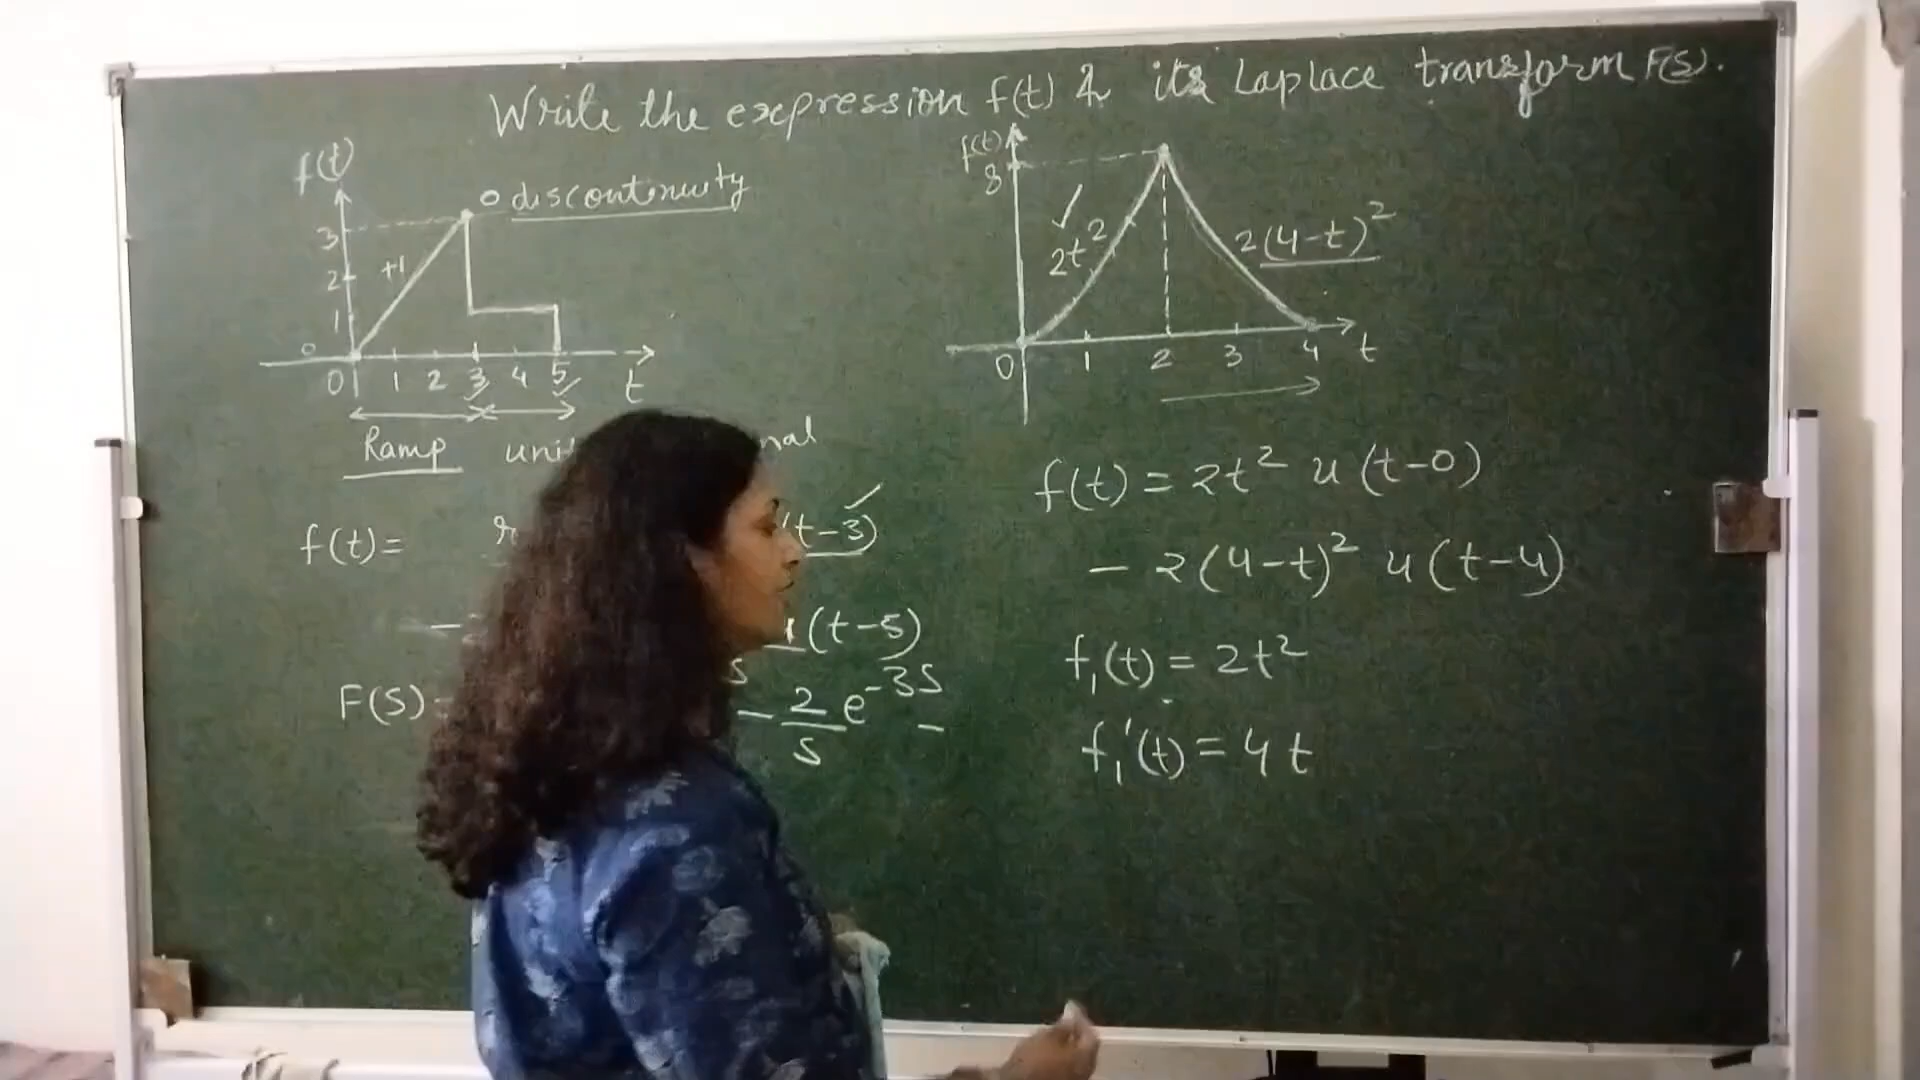 Write the expression f(t) & its Laplace transform F(S).
f(t)
0 discontinuity
3
2
1
0
+1
0 1 2 3 4 5 t
Ramp
f(t) =
t-3)
(t-5)
F(S)
- 2/s e^-3s -
f(t)
8
2t²
2(4-t)²
0 1 2 3 4 t
f(t) = 2t² u(t-0)
- 2(4-t)² u(t-4)
f₁(t) = 2t²
f₁'(t) = 4t